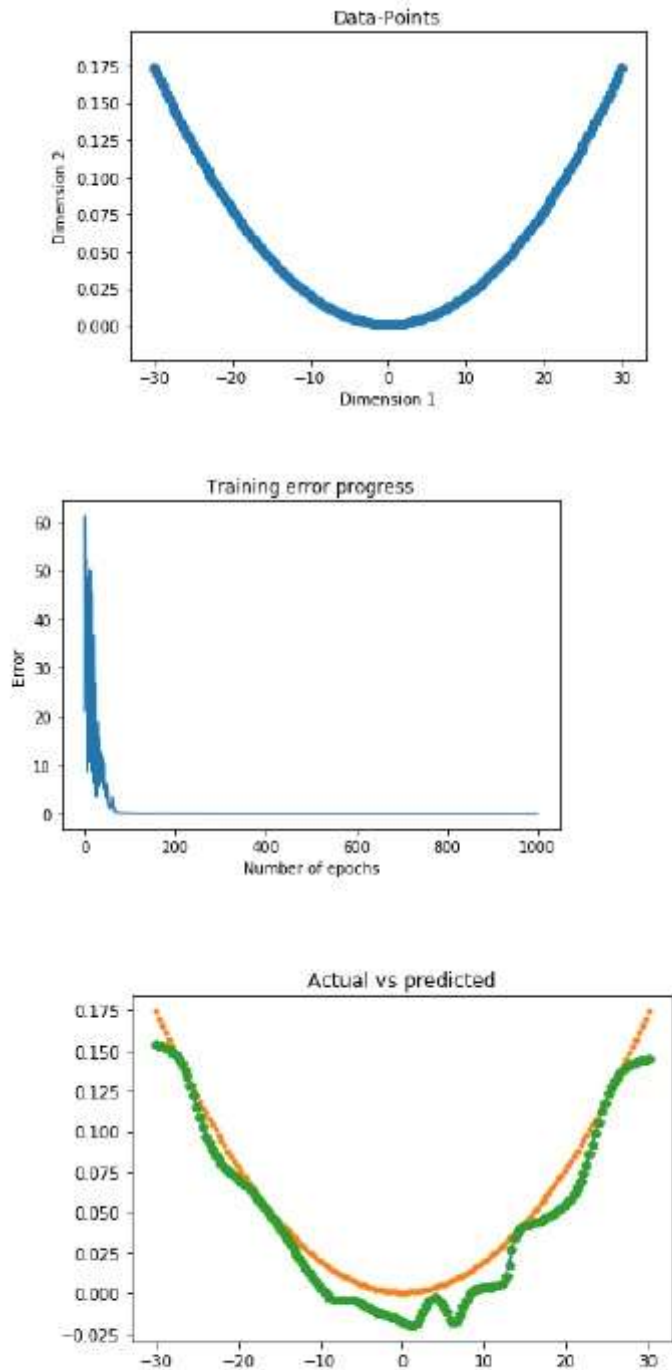 Data-Points
0.175
0.150
0.125
0.100
0.075
0.050
0.025
0.000
Dimension 2
−30 −20 −10 0 10 20 30
Dimension 1
Training error progress
60
50
40
30
20
10
0
Error
0 200 400 600 800 1000
Number of epochs
Actual vs predicted
0.175
0.150
0.125
0.100
0.075
0.050
0.025
0.000
−0.025
−30 −20 −10 0 10 20 30